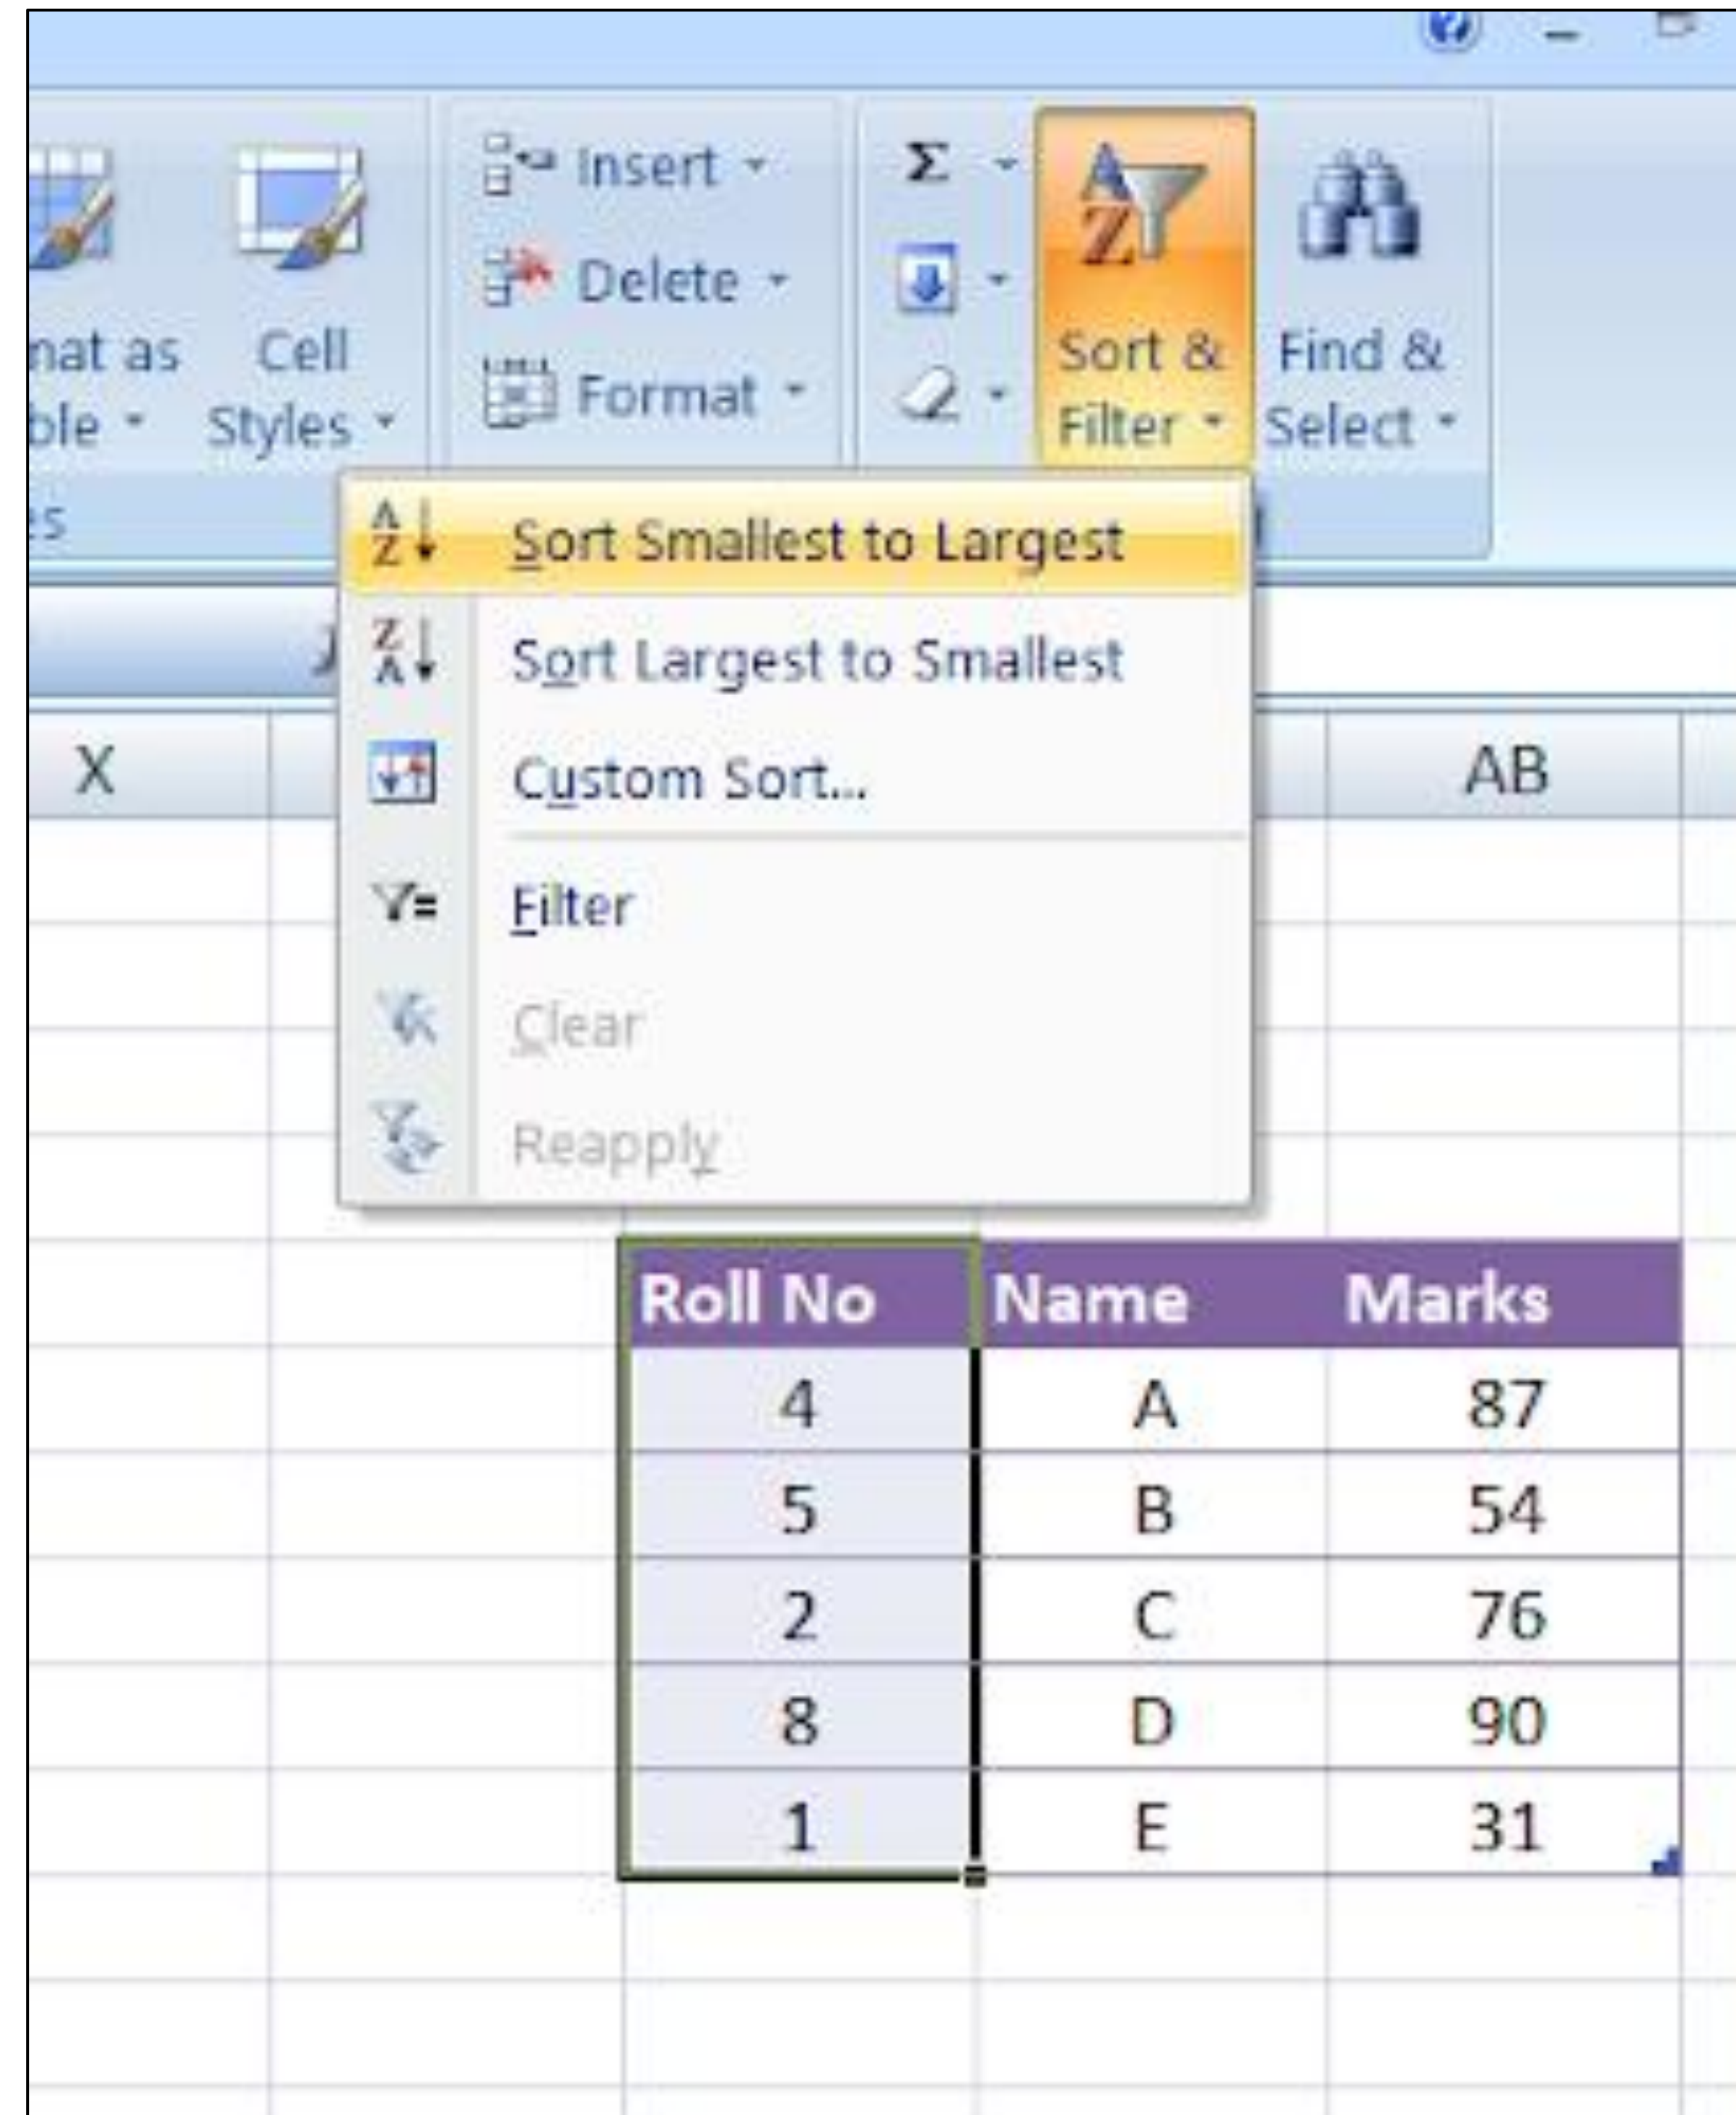 Insert
Delete
Format
Σ
mat as
ble
Cell
Styles
Sort &
Filter
Find &
Select
es
Sort Smallest to Largest
Sort Largest to Smallest
Custom Sort...
Filter
Clear
Reapply
X AB
Roll No Name Marks
4 A 87
5 B 54
2 C 76
8 D 90
1 E 31